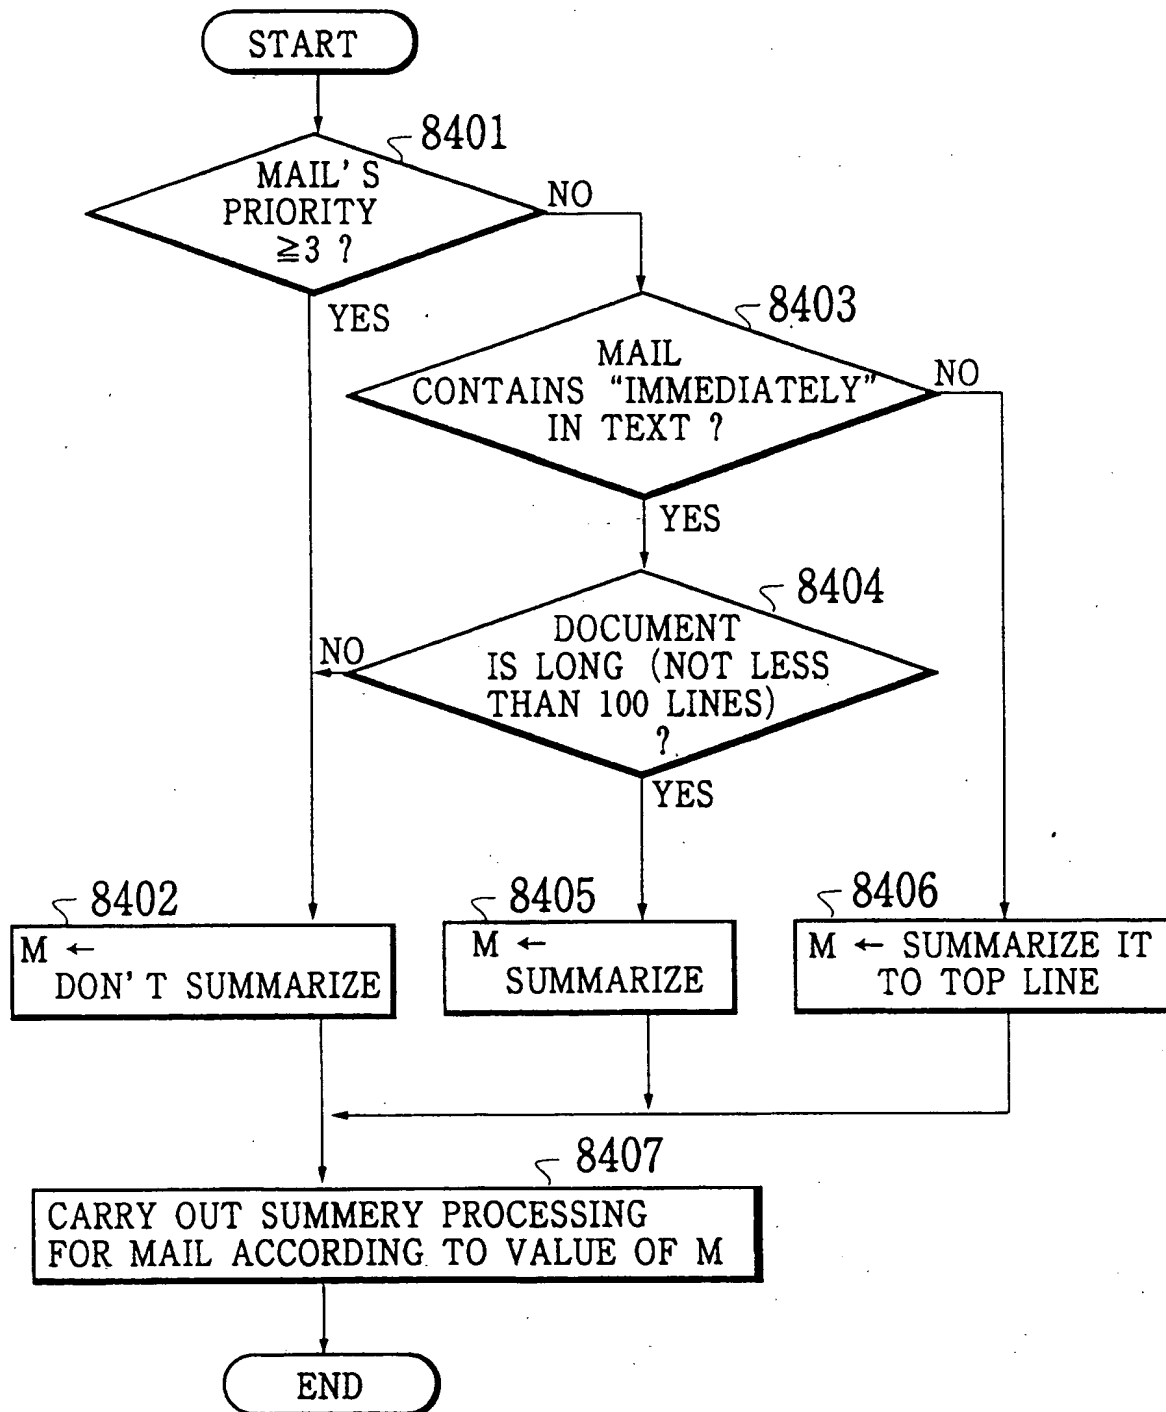 START
8401
MAIL'S
PRIORITY
≧3 ?
NO
YES
8403
MAIL
CONTAINS “IMMEDIATELY”
IN TEXT ?
NO
YES
8404
DOCUMENT
IS LONG (NOT LESS
THAN 100 LINES)
?
NO
YES
8402
M ←
DON'T SUMMARIZE
8405
M ←
SUMMARIZE
8406
M ← SUMMARIZE IT
TO TOP LINE
8407
CARRY OUT SUMMERY PROCESSING
FOR MAIL ACCORDING TO VALUE OF M
END